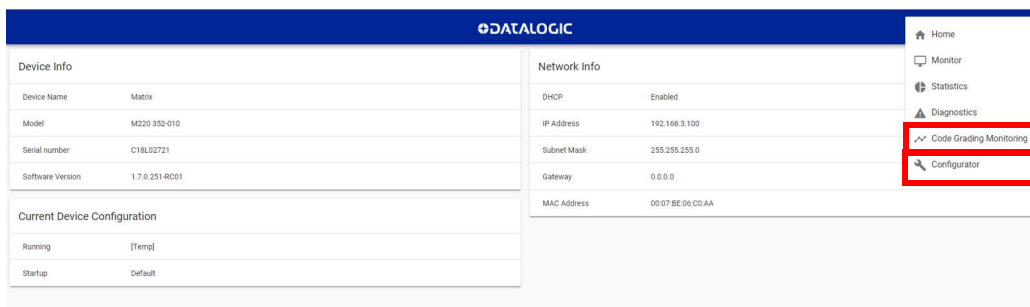 DATALOGIC
Device Info
Device Name Matrix
Model M220 352-010
Serial number C18L02721
Software Version 1.7.0.251-RC01
Current Device Configuration
Running [Temp]
Startup Default
Network Info
DHCP Enabled
IP Address 192.168.3.100
Subnet Mask 255.255.255.0
Gateway 0.0.0.0
MAC Address 00:07:BE:06:C0:AA
Home
Monitor
Statistics
Diagnostics
Code Grading Monitoring
Configurator